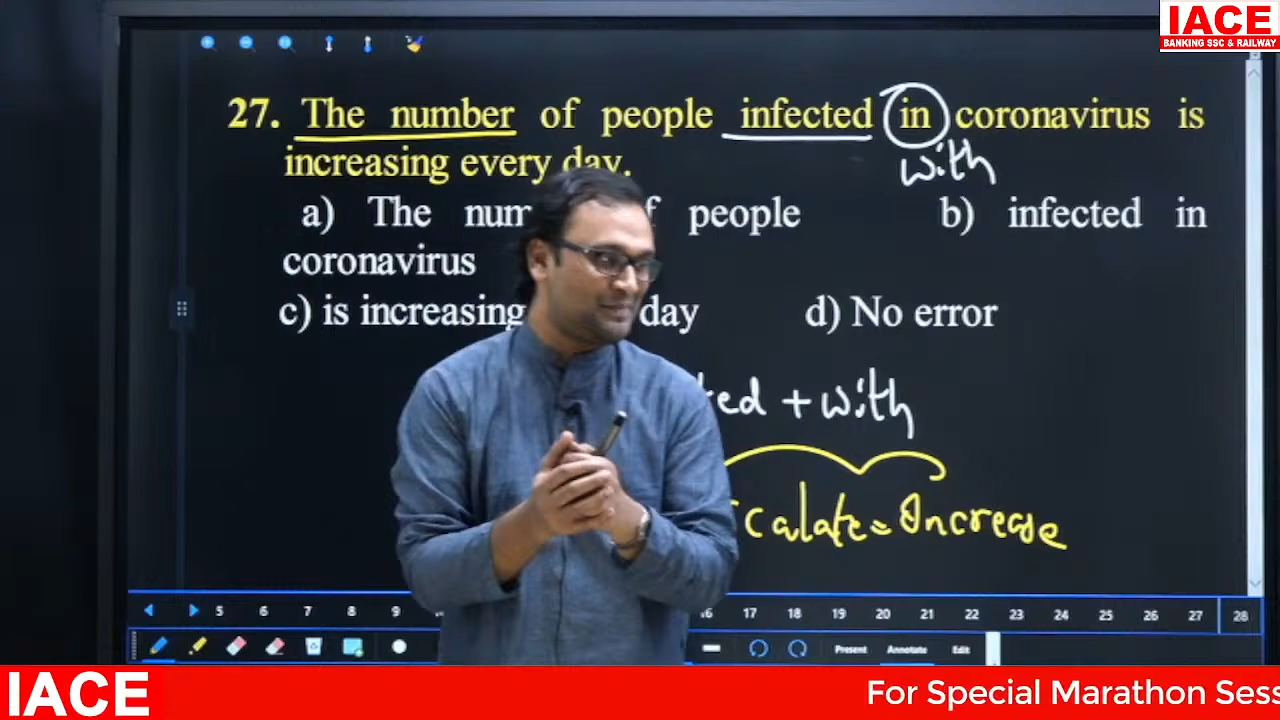 IACE
BANKING SSC & RAILWAY
27. The number of people infected in coronavirus is
with
increasing every day.
a) The num f people b) infected in
coronavirus
c) is increasing day d) No error
ted + with
calate = Increase
5 6 7 8 9 16 17 18 19 20 21 22 23 24 25 26 27 28
Present Annotate Edit
IACE For Special Marathon Sess